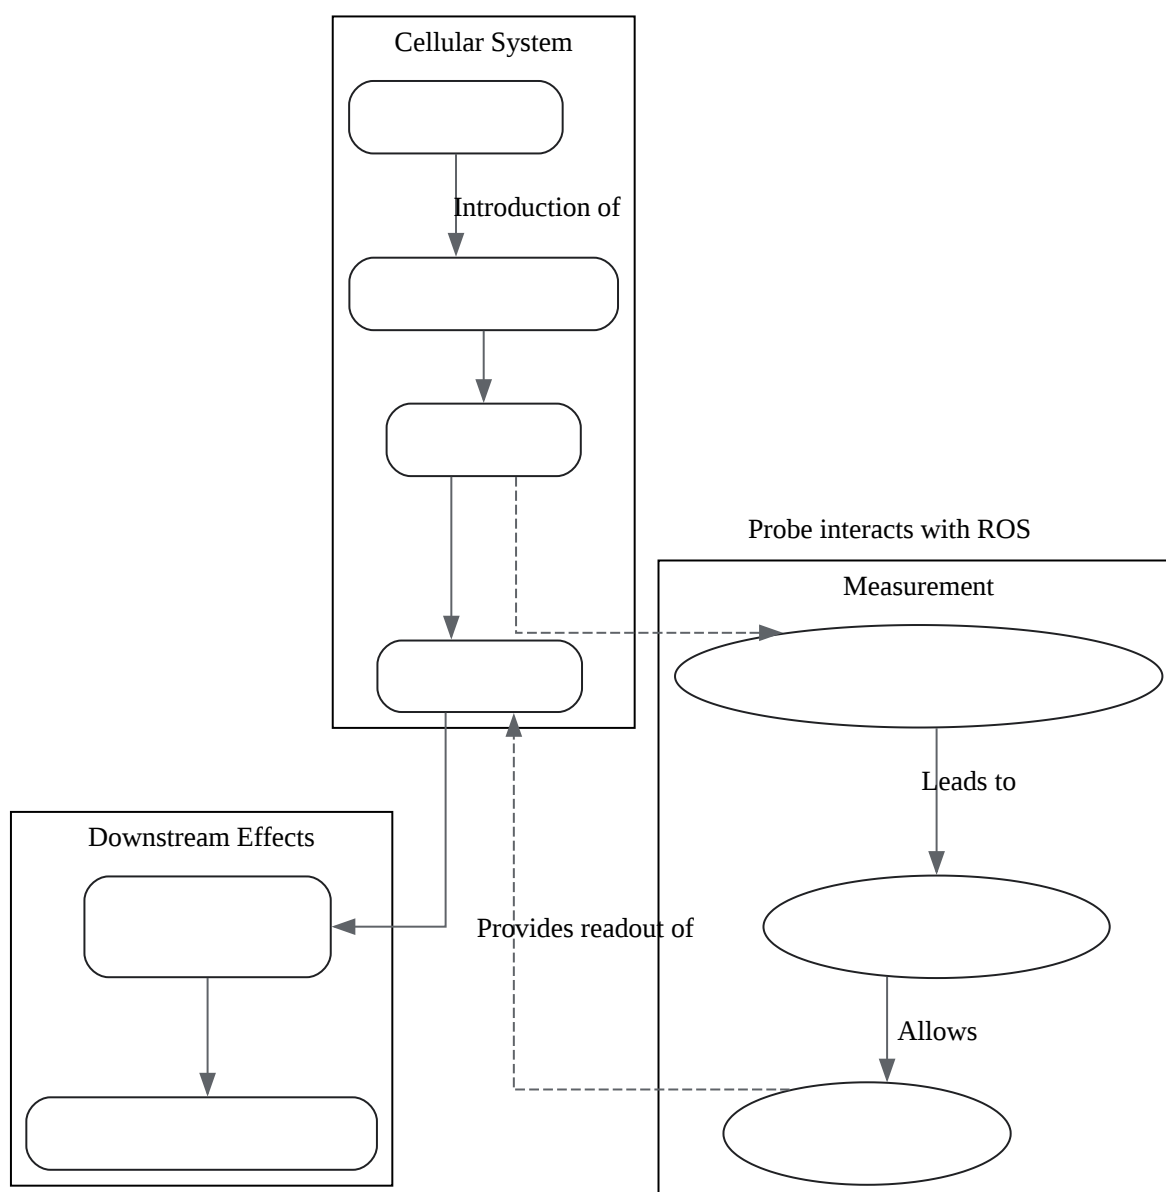 Cellular System
Introduction of
Probe interacts with ROS
Measurement
Leads to
Downstream Effects
Provides readout of
Allows